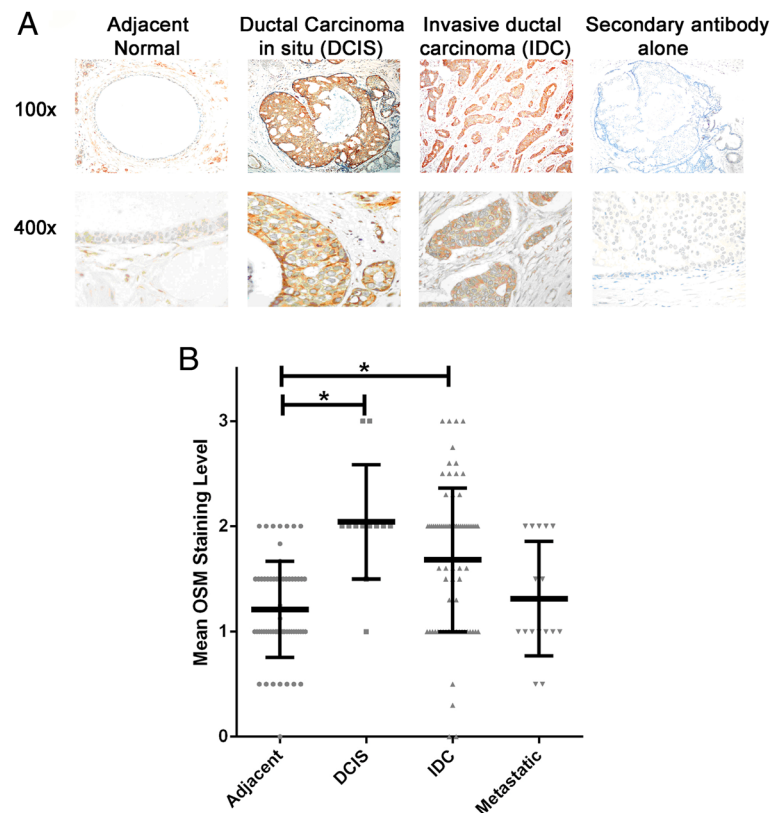 A
Adjacent Normal
Ductal Carcinoma in situ (DCIS)
Invasive ductal carcinoma (IDC)
Secondary antibody alone
100x
400x
B
Mean OSM Staining Level
3
2
1
0
*
*
Adjacent
DCIS
IDC
Metastatic